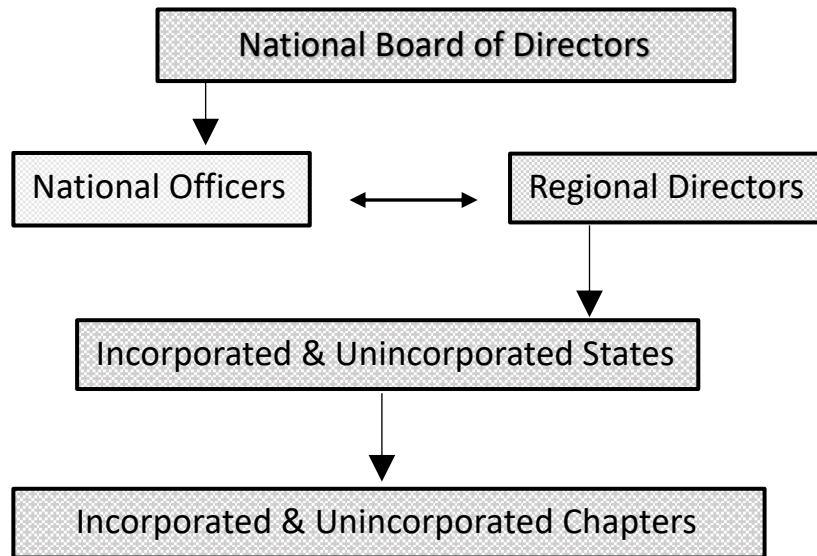 National Board of Directors
National Officers
Regional Directors
Incorporated & Unincorporated States
Incorporated & Unincorporated Chapters